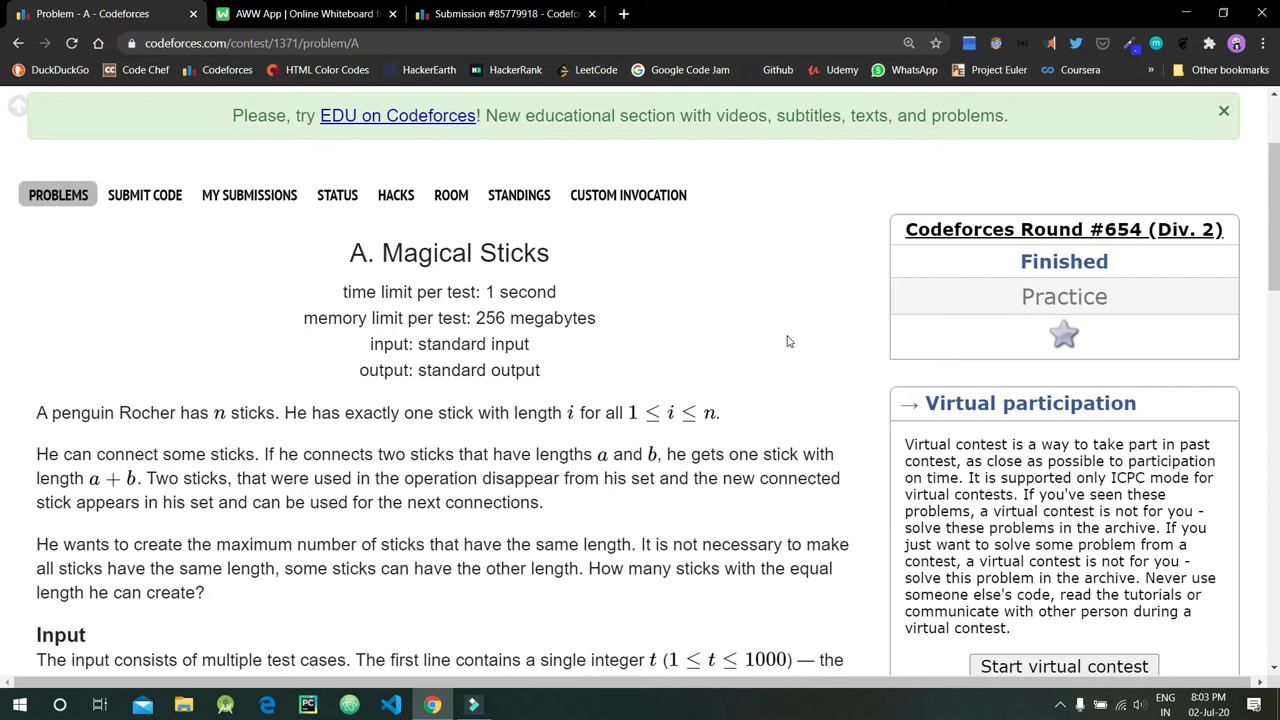 Problem - A - Codeforces
AWW App | Online Whiteboard f
Submission #85779918 - Codefor
codeforces.com/contest/1371/problem/A
DuckDuckGo
CC Code Chef
Codeforces
HTML Color Codes
HackerEarth
HackerRank
LeetCode
Google Code Jam
Github
Udemy
WhatsApp
Project Euler
Coursera
»
Other bookmarks
Please, try EDU on Codeforces! New educational section with videos, subtitles, texts, and problems.
PROBLEMS SUBMIT CODE MY SUBMISSIONS STATUS HACKS ROOM STANDINGS CUSTOM INVOCATION
A. Magical Sticks
time limit per test: 1 second
memory limit per test: 256 megabytes
input: standard input
output: standard output
A penguin Rocher has n sticks. He has exactly one stick with length i for all 1 ≤ i ≤ n.
He can connect some sticks. If he connects two sticks that have lengths a and b, he gets one stick with
length a + b. Two sticks, that were used in the operation disappear from his set and the new connected
stick appears in his set and can be used for the next connections.
He wants to create the maximum number of sticks that have the same length. It is not necessary to make
all sticks have the same length, some sticks can have the other length. How many sticks with the equal
length he can create?
Input
The input consists of multiple test cases. The first line contains a single integer t (1 ≤ t ≤ 1000) — the
Codeforces Round #654 (Div. 2)
Finished
Practice
→ Virtual participation
Virtual contest is a way to take part in past
contest, as close as possible to participation
on time. It is supported only ICPC mode for
virtual contests. If you've seen these
problems, a virtual contest is not for you -
solve these problems in the archive. If you
just want to solve some problem from a
contest, a virtual contest is not for you -
solve this problem in the archive. Never use
someone else's code, read the tutorials or
communicate with other person during a
virtual contest.
Start virtual contest
ENG
IN
8:03 PM
02-Jul-20